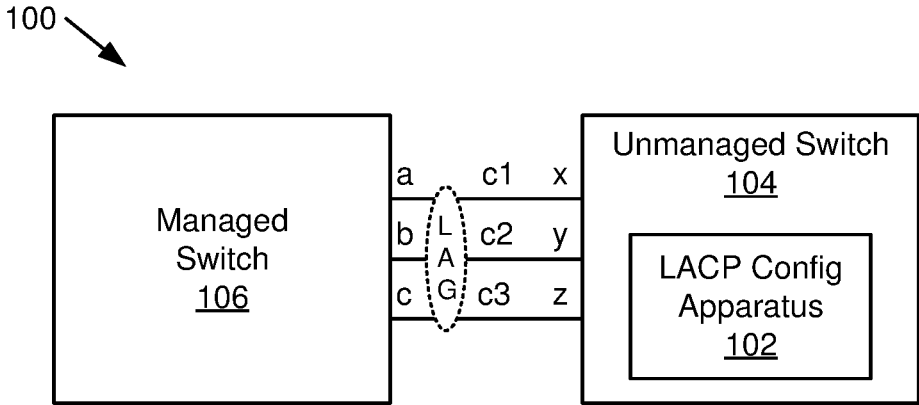 100
Managed
Switch
106
a
b
c
L
A
G
c1
c2
c3
x
y
z
Unmanaged Switch
104
LACP Config
Apparatus
102